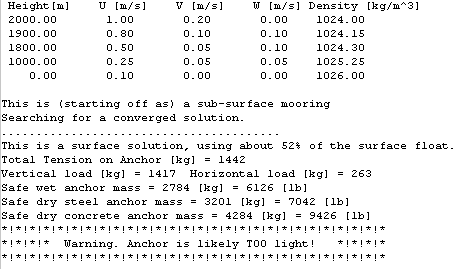 Height[m] U [m/s] V [m/s] W [m/s] Density [kg/m^3]
2000.00 1.00 0.20 0.00 1024.00
1900.00 0.80 0.10 0.10 1024.15
1800.00 0.50 0.05 0.10 1024.30
1000.00 0.25 0.05 0.05 1025.25
0.00 0.10 0.00 0.00 1026.00
This is (starting off as) a sub-surface mooring
Searching for a converged solution.
........................................
This is a surface solution, using about 52% of the surface float.
Total Tension on Anchor [kg] = 1442
Vertical load [kg] = 1417 Horizontal load [kg] = 263
Safe wet anchor mass = 2784 [kg] = 6126 [lb]
Safe dry steel anchor mass = 3201 [kg] = 7042 [lb]
Safe dry concrete anchor mass = 4284 [kg] = 9426 [lb]
*|*|*|*|*|*|*|*|*|*|*|*|*|*|*|*|*|*|*|*|*|*|*|*|*|*|*|*
*|*|*|* Warning. Anchor is likely TOO light! *|*|*|*
*|*|*|*|*|*|*|*|*|*|*|*|*|*|*|*|*|*|*|*|*|*|*|*|*|*|*|*